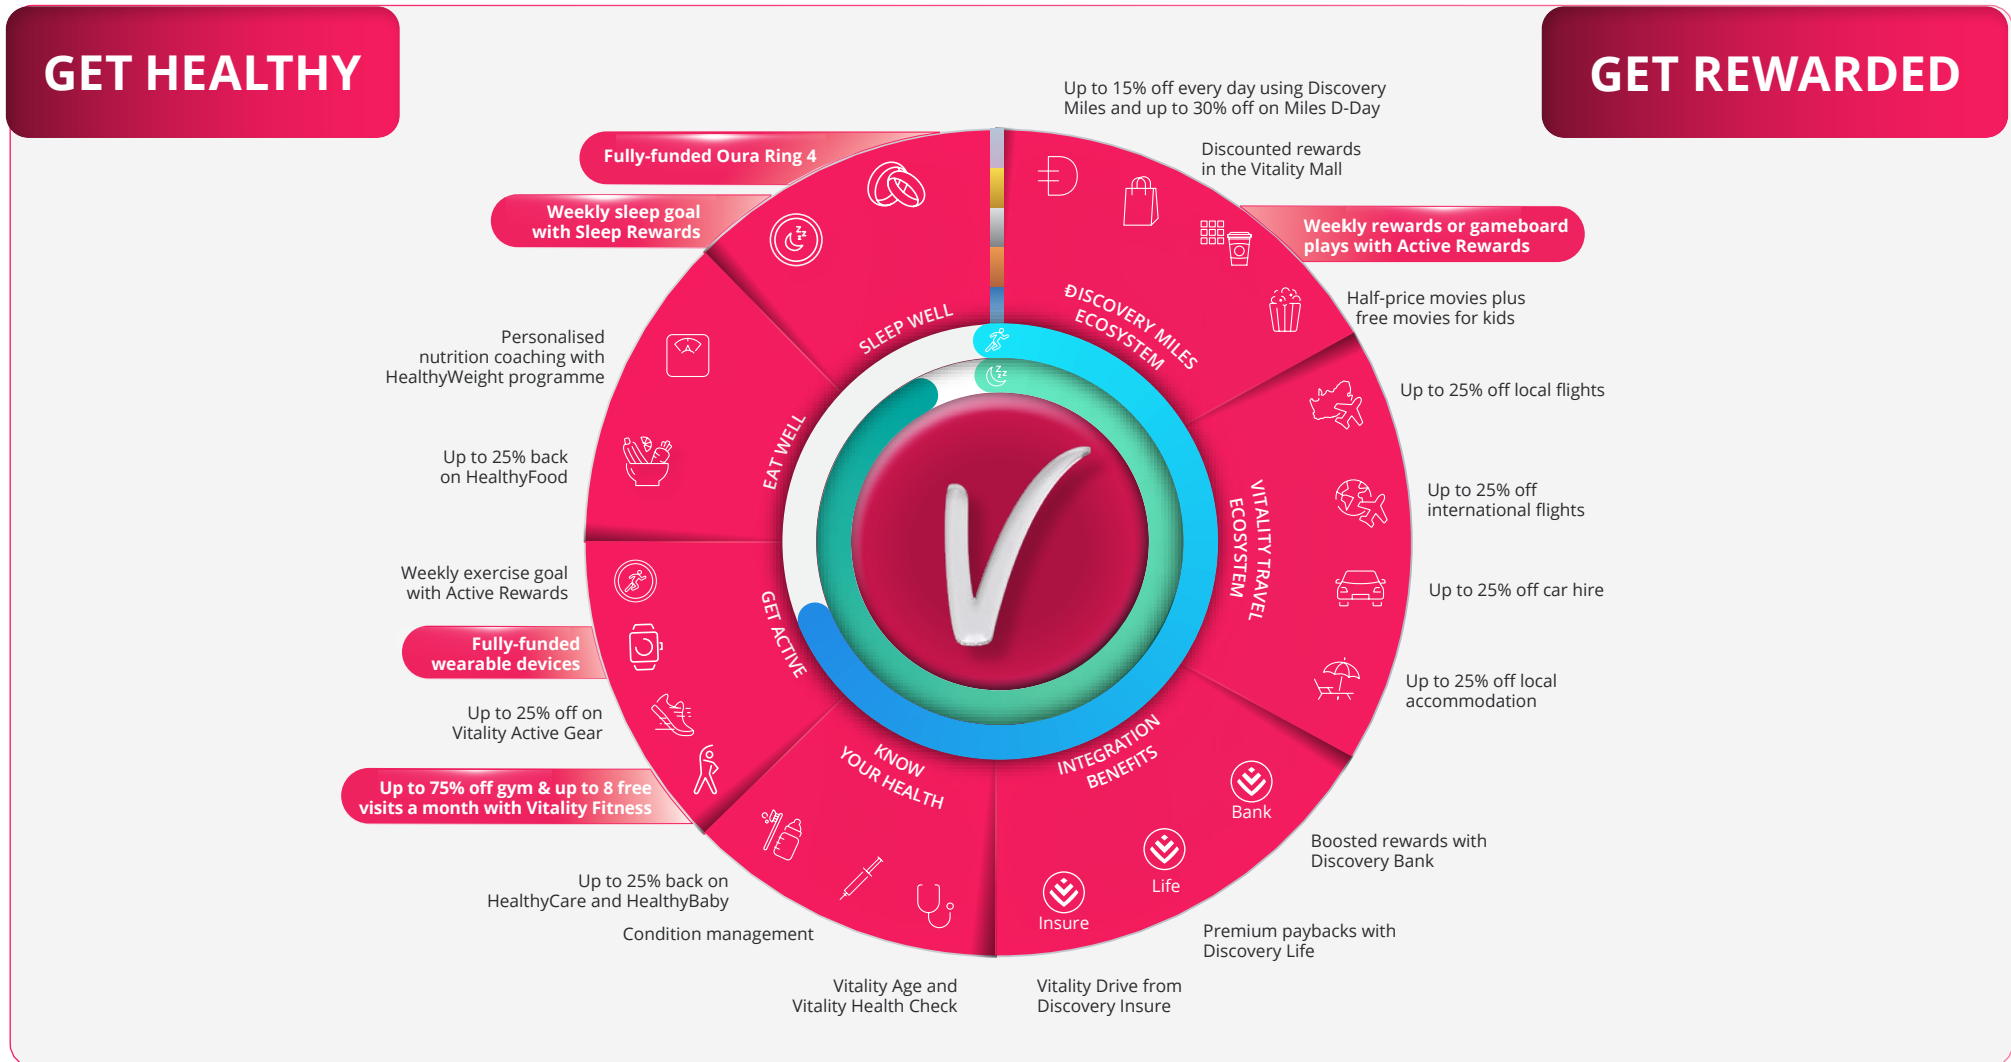 GET HEALTHY
GET REWARDED
Fully-funded Oura Ring 4
Weekly sleep goal
with Sleep Rewards
SLEEP WELL
Personalised
nutrition coaching with
HealthyWeight programme
Up to 25% back
on HealthyFood
EAT WELL
Weekly exercise goal
with Active Rewards
Fully-funded
wearable devices
Up to 25% off on
Vitality Active Gear
Up to 75% off gym & up to 8 free
visits a month with Vitality Fitness
GET ACTIVE
Up to 25% back on
HealthyCare and HealthyBaby
Condition management
Vitality Age and
Vitality Health Check
KNOW
YOUR HEALTH
Up to 15% off every day using Discovery
Miles and up to 30% off on Miles D-Day
Discounted rewards
in the Vitality Mall
Weekly rewards or gameboard
plays with Active Rewards
Half-price movies plus
free movies for kids
ĐISCOVERY MILES
ECOSYSTEM
Up to 25% off local flights
Up to 25% off
international flights
Up to 25% off car hire
Up to 25% off local
accommodation
VITALITY TRAVEL
ECOSYSTEM
INTEGRATION
BENEFITS
Bank
Life
Insure
Boosted rewards with
Discovery Bank
Premium paybacks with
Discovery Life
Vitality Drive from
Discovery Insure